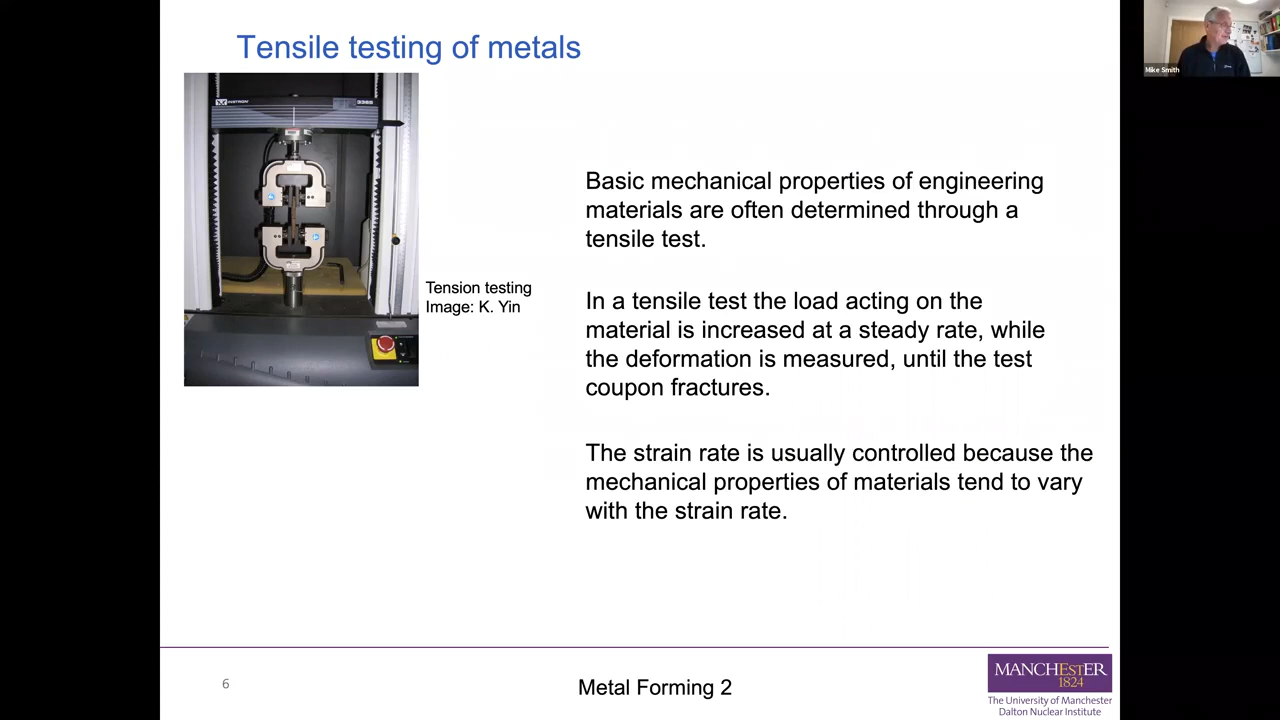 Tensile testing of metals
INSTRON
Tension testing
Image: K. Yin
Basic mechanical properties of engineering
materials are often determined through a
tensile test.
In a tensile test the load acting on the
material is increased at a steady rate, while
the deformation is measured, until the test
coupon fractures.
The strain rate is usually controlled because the
mechanical properties of materials tend to vary
with the strain rate.
6
Metal Forming 2
MANCHESTER
1824
The University of Manchester
Dalton Nuclear Institute
Mike Smith